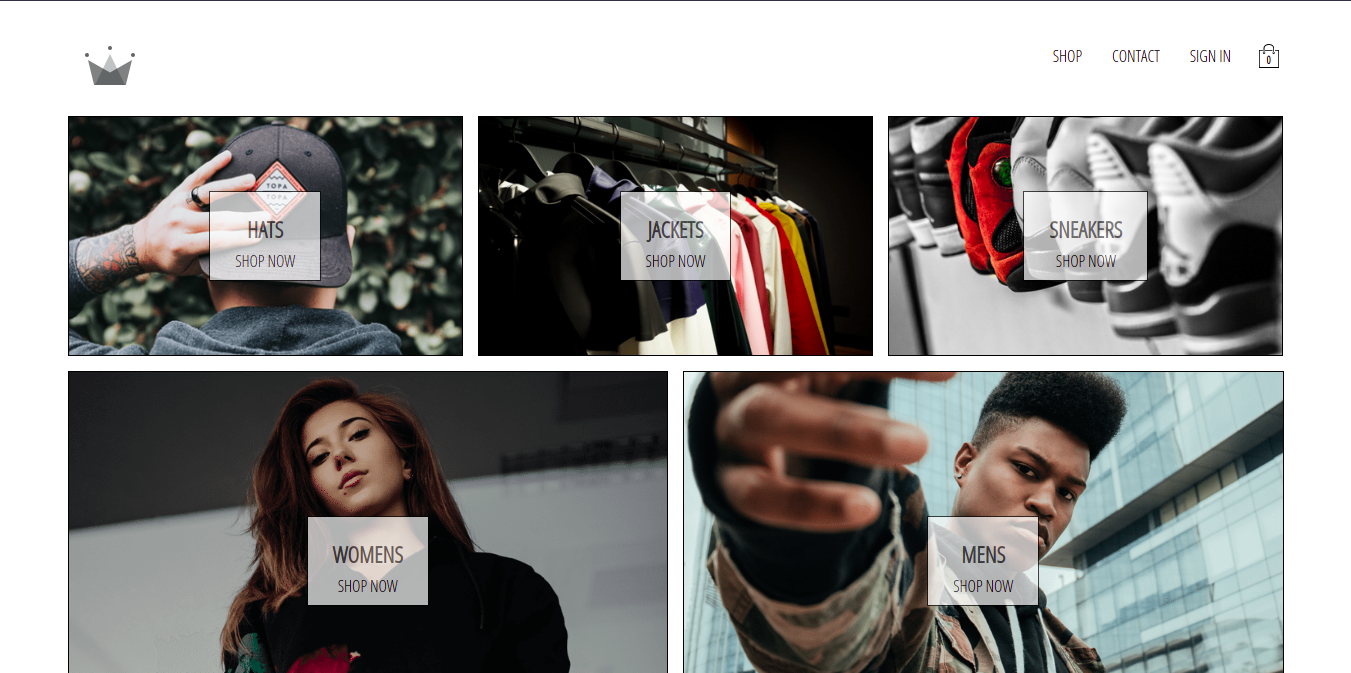 SHOP
CONTACT
SIGN IN
0
TOPA
TOPA
HATS
SHOP NOW
JACKETS
SHOP NOW
SNEAKERS
SHOP NOW
WOMENS
SHOP NOW
MENS
SHOP NOW